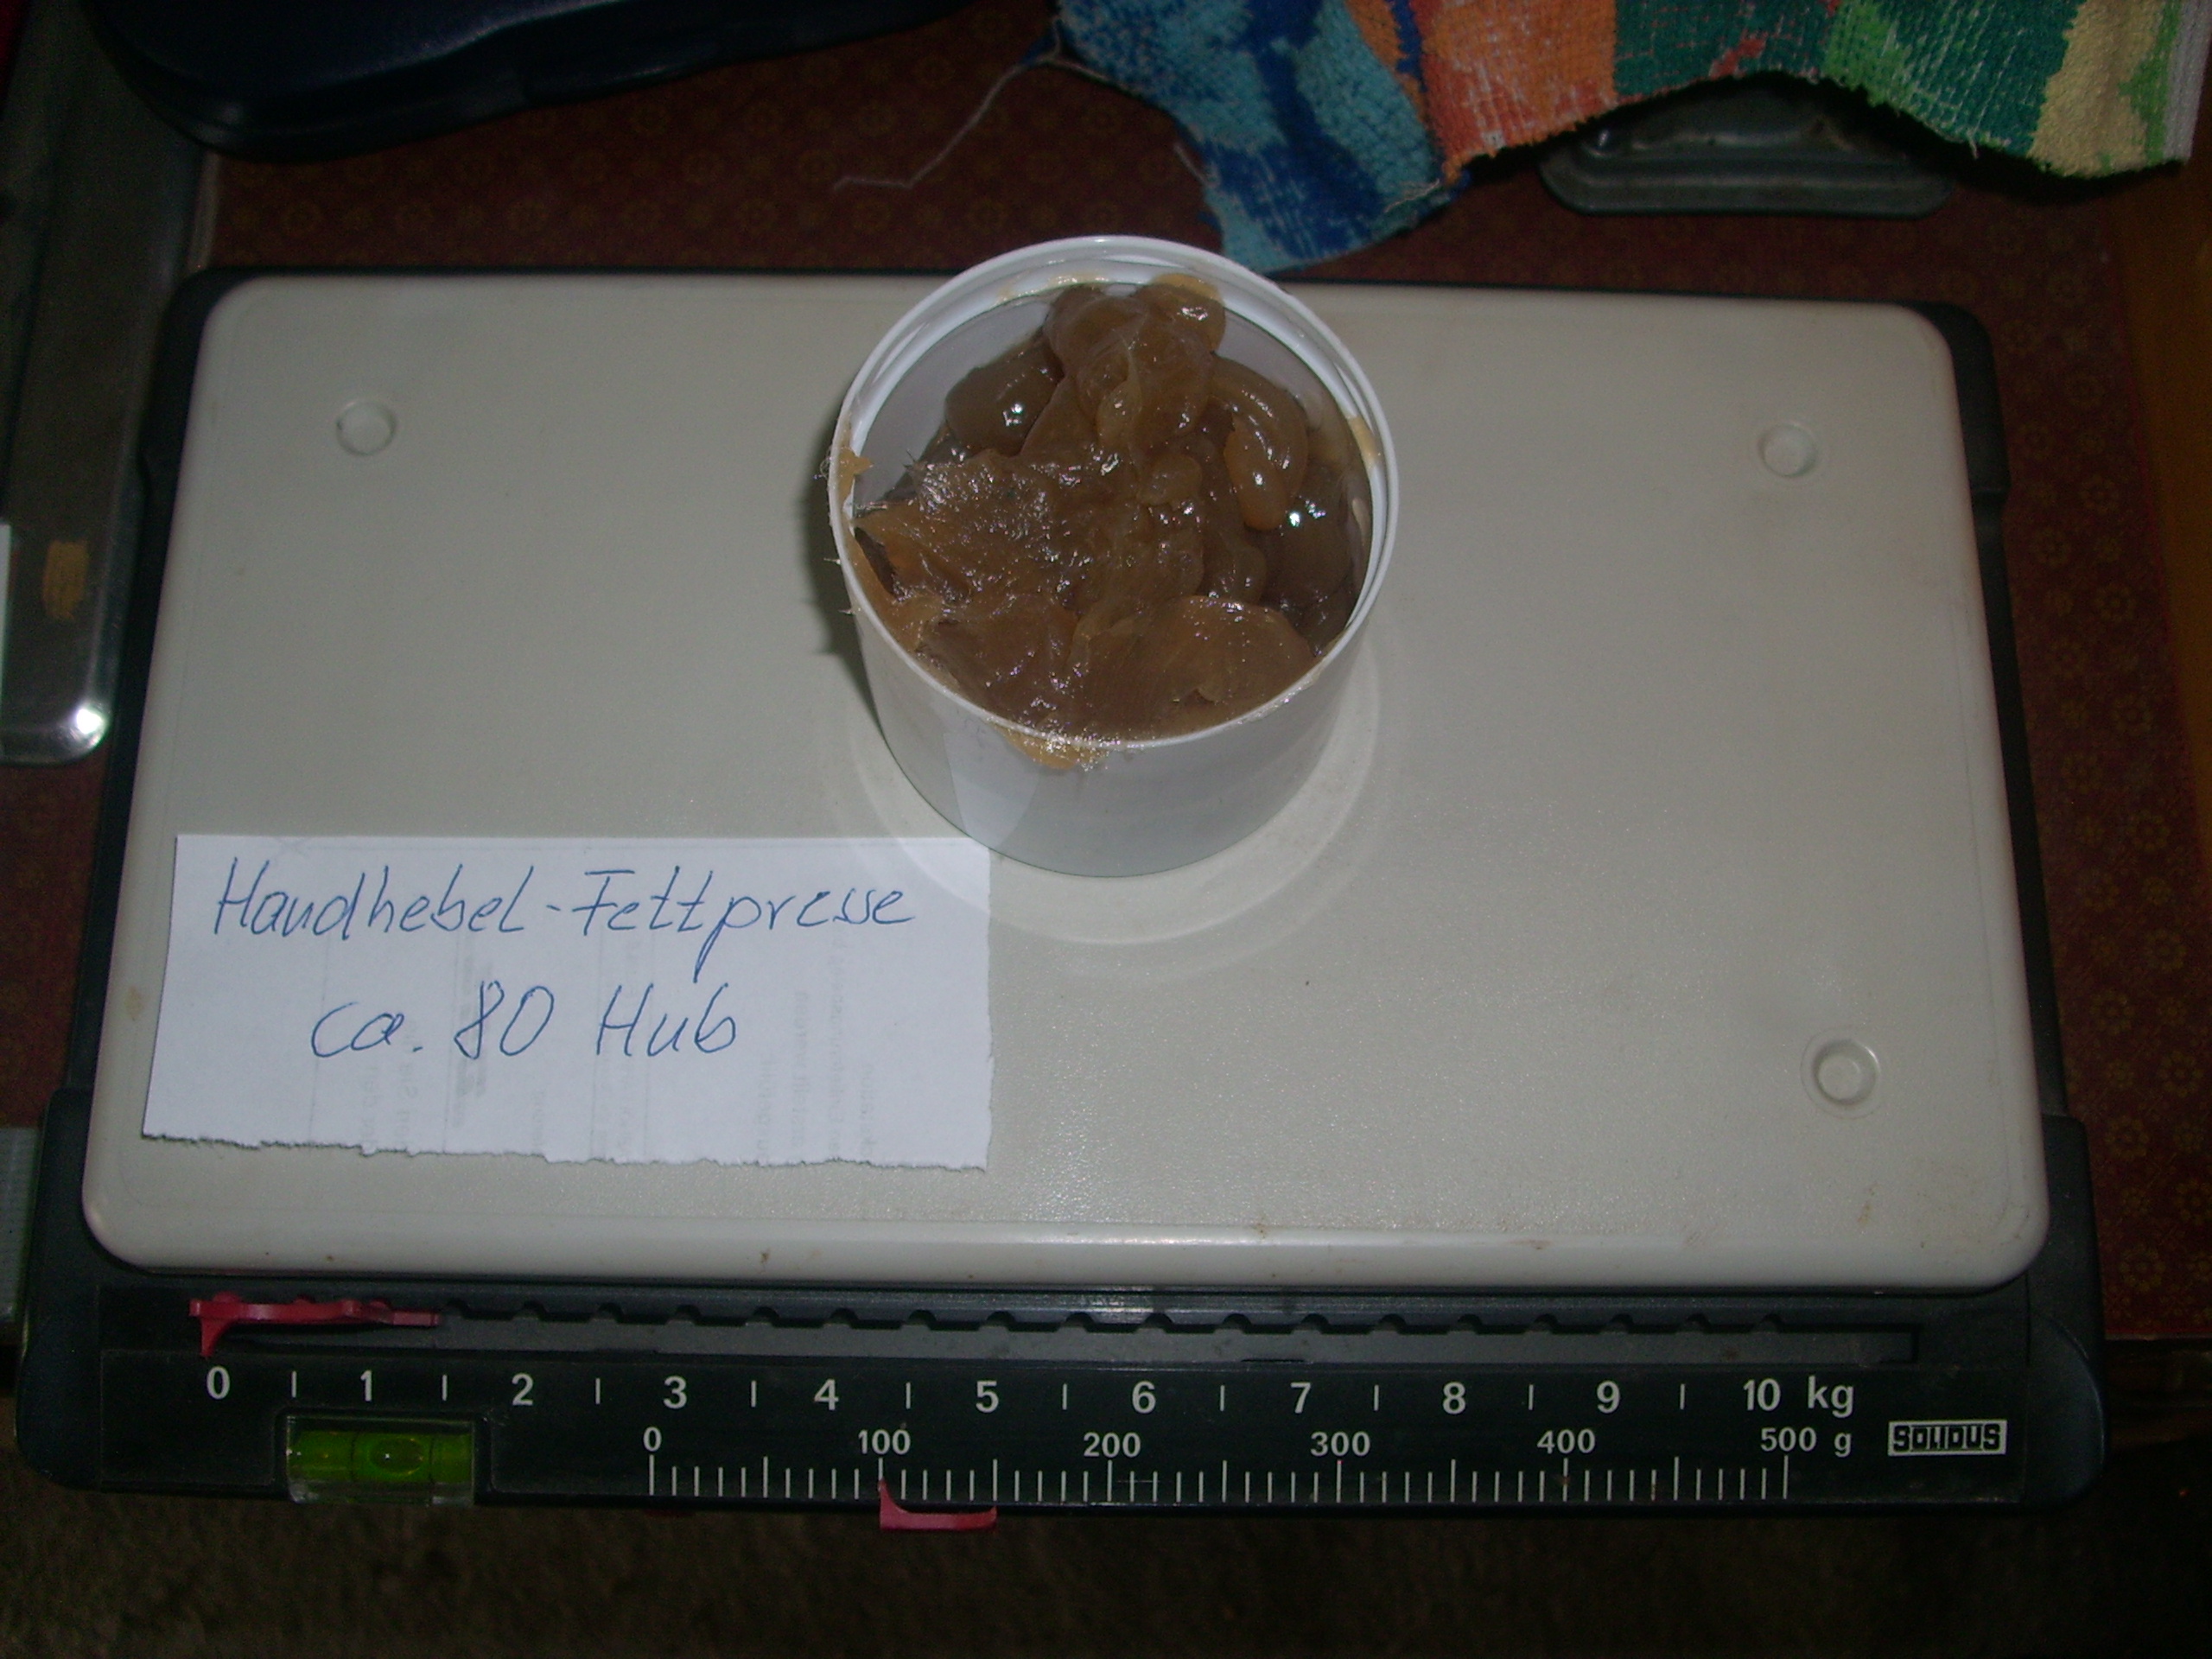 Handhebel-Fettpresse
ca. 80 Hub
0 1 2 3 4 5 6 7 8 9 10 kg
0 100 200 300 400 500 g
SOLIDUS